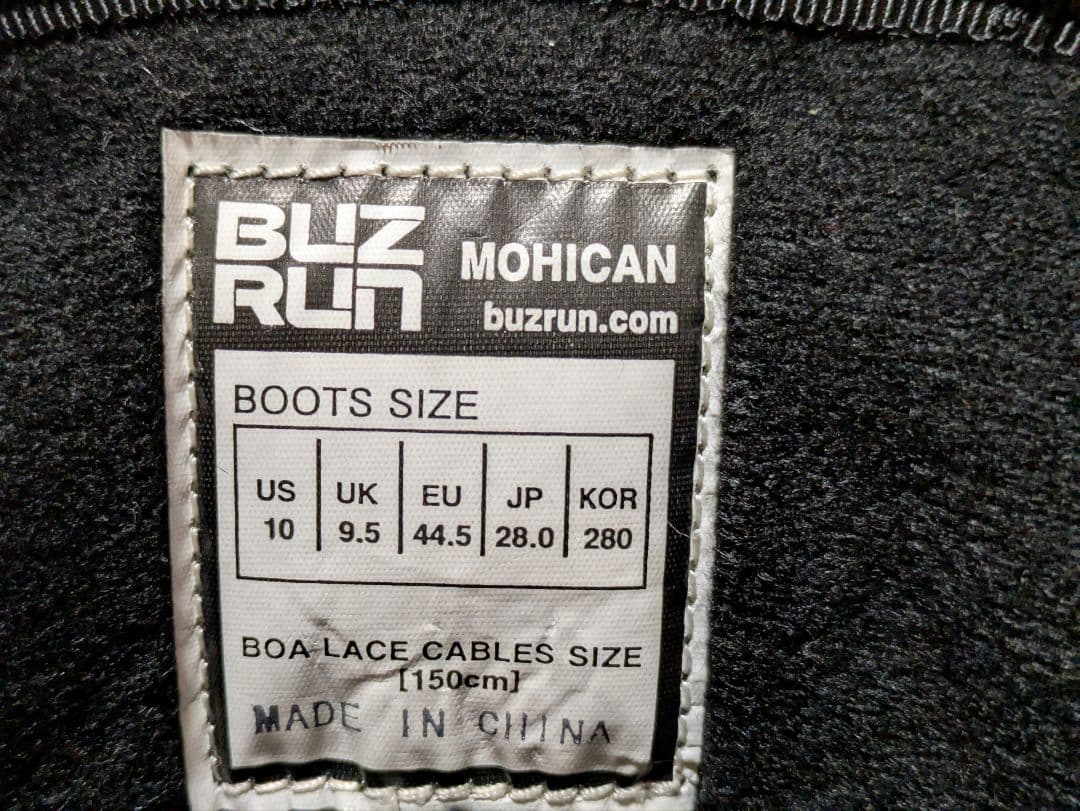 BUZ RUN
MOHICAN
buzrun.com
BOOTS SIZE
US UK EU JP KOR
10 9.5 44.5 28.0 280
BOA LACE CABLES SIZE
[150cm]
MADE IN CHINA